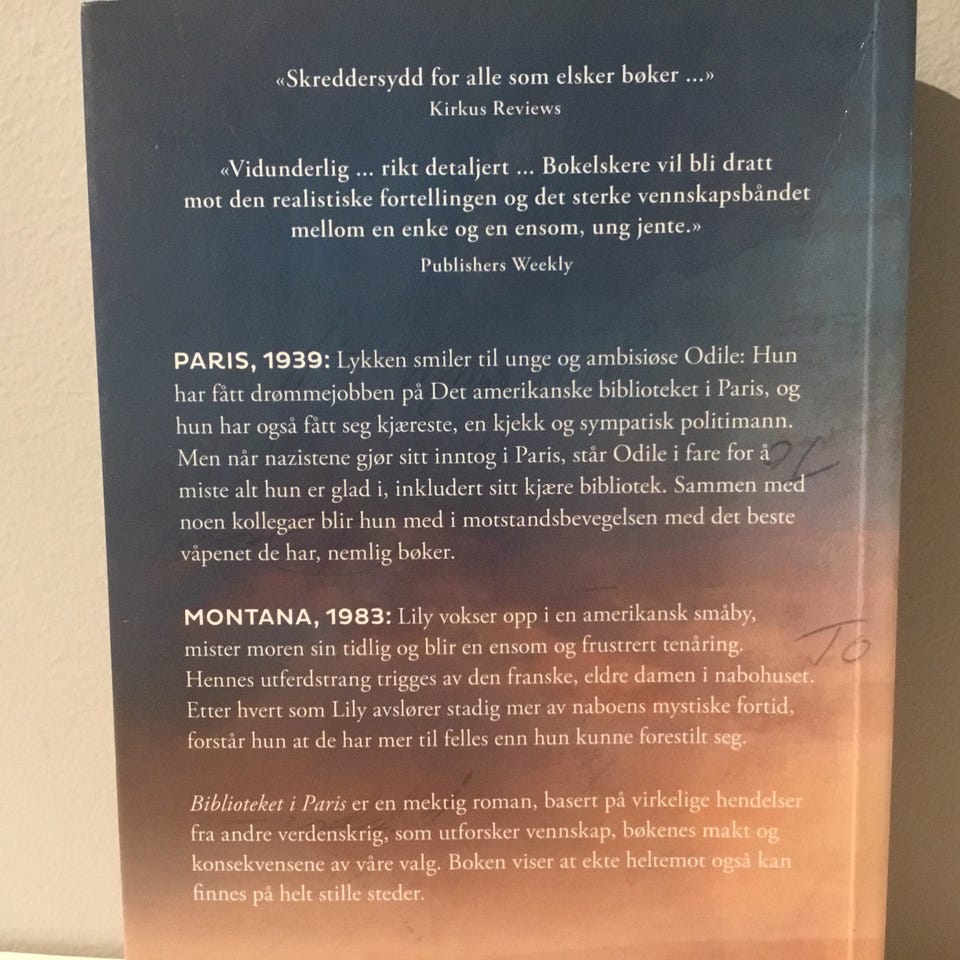 «Skreddersydd for alle som elsker bøker ...»
Kirkus Reviews
«Vidunderlig ... rikt detaljert ... Bokelskere vil bli dratt
mot den realistiske fortellingen og det sterke vennskapsbåndet
mellom en enke og en ensom, ung jente.»
Publishers Weekly
PARIS, 1939: Lykken smiler til unge og ambisiøse Odile: Hun
har fått drømmejobben på Det amerikanske biblioteket i Paris, og
hun har også fått seg kjæreste, en kjekk og sympatisk politimann.
Men når nazistene gjør sitt inntog i Paris, står Odile i fare for å
miste alt hun er glad i, inkludert sitt kjære bibliotek. Sammen med
noen kollegaer blir hun med i motstandsbevegelsen med det beste
våpenet de har, nemlig bøker.
MONTANA, 1983: Lily vokser opp i en amerikansk småby,
mister moren sin tidlig og blir en ensom og frustrert tenåring.
Hennes utferdstrang trigges av den franske, eldre damen i nabohuset.
Etter hvert som Lily avslører stadig mer av naboens mystiske fortid,
forstår hun at de har mer til felles enn hun kunne forestilt seg.
Biblioteket i Paris er en mektig roman, basert på virkelige hendelser
fra andre verdenskrig, som utforsker vennskap, bøkenes makt og
konsekvensene av våre valg. Boken viser at ekte heltemot også kan
finnes på helt stille steder.